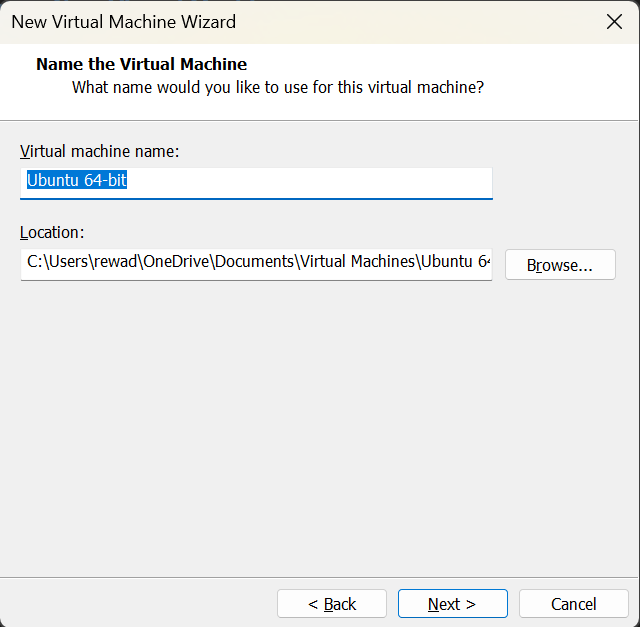 New Virtual Machine Wizard
Name the Virtual Machine
What name would you like to use for this virtual machine?
Virtual machine name:
Ubuntu 64-bit
Location:
C:\Users\rewad\OneDrive\Documents\Virtual Machines\Ubuntu 64
Browse...
< Back
Next >
Cancel